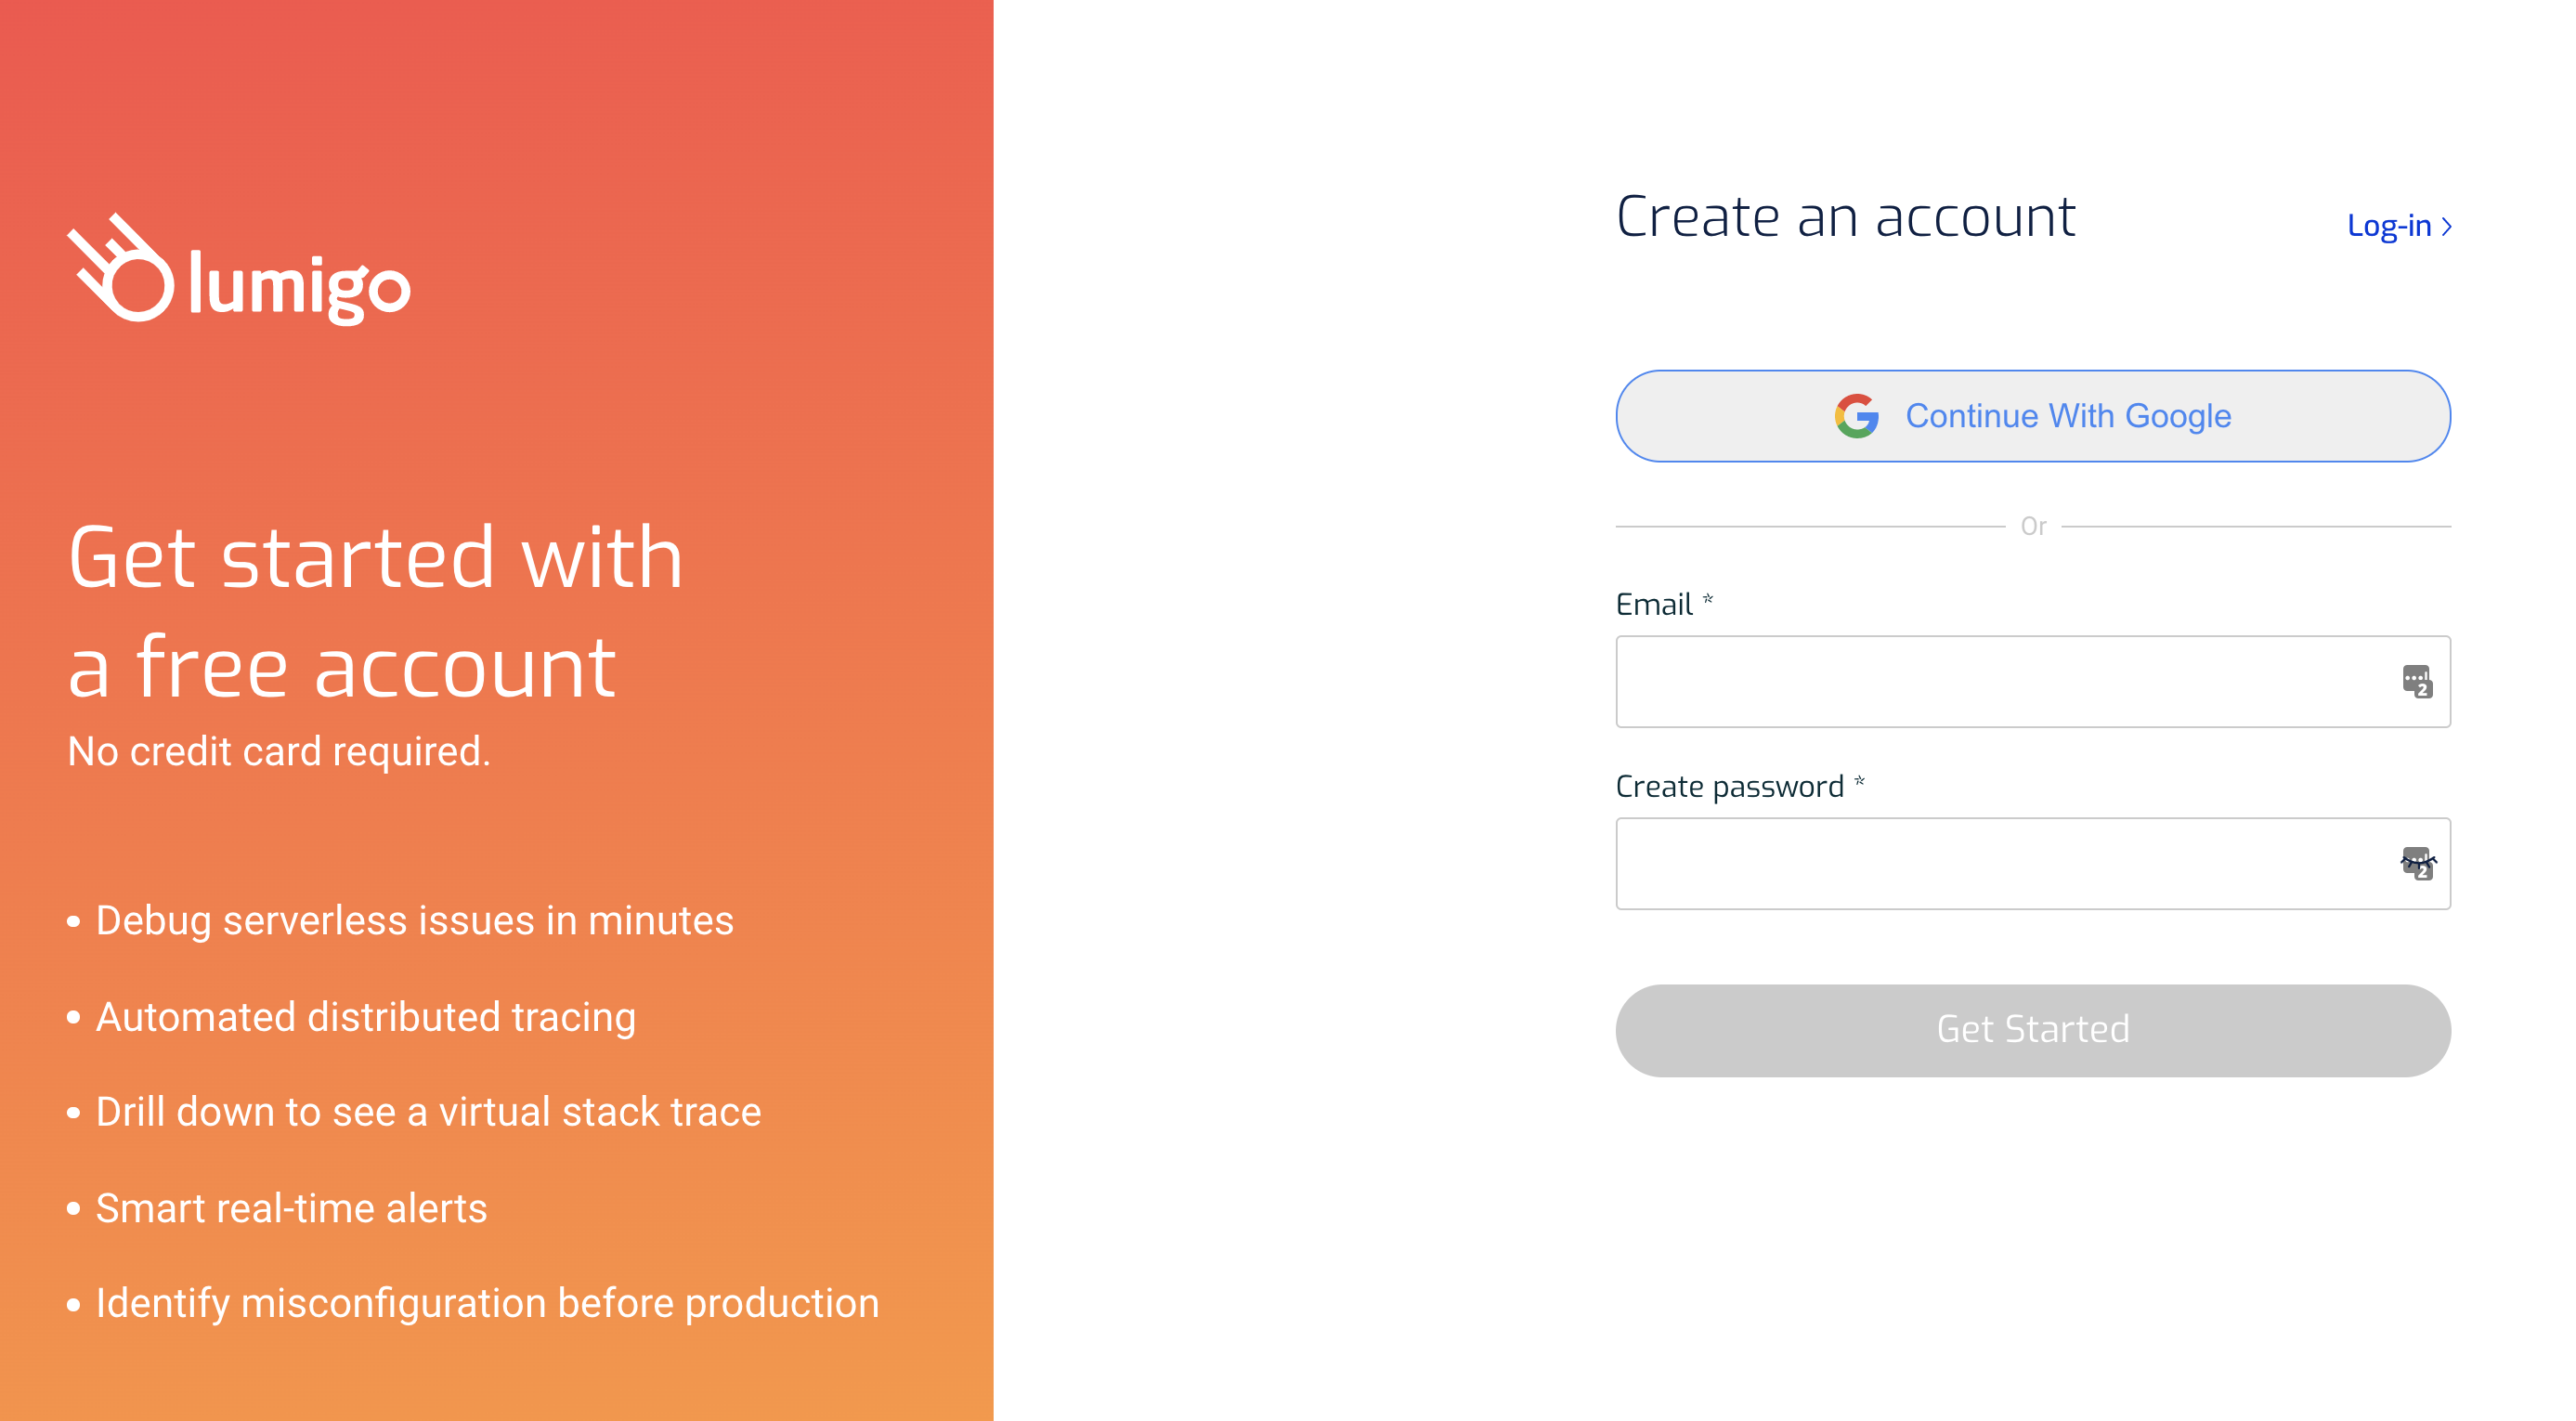 lumigo
Get started with
a free account
No credit card required.
• Debug serverless issues in minutes
• Automated distributed tracing
• Drill down to see a virtual stack trace
• Smart real-time alerts
• Identify misconfiguration before production
Create an account
Log-in >
Continue With Google
Or
Email *
2
Create password *
2
Get Started